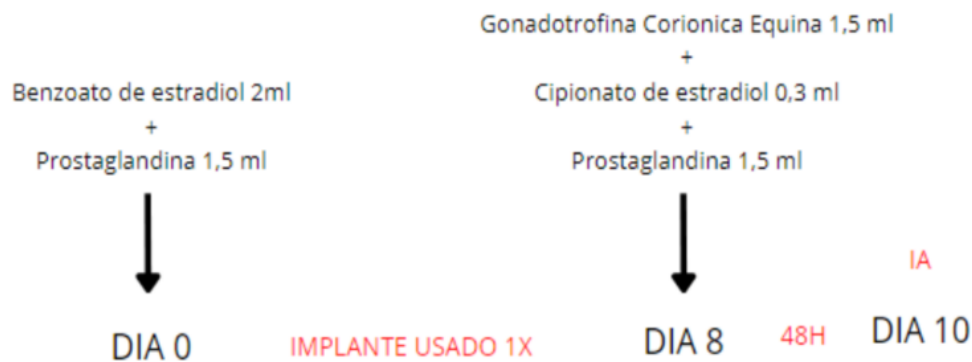 Gonadotrofina Corionica Equina 1,5 ml
+
Benzoato de estradiol 2ml
Cipionato de estradiol 0,3 ml
+
+
Prostaglandina 1,5 ml
Prostaglandina 1,5 ml
IA
DIA 0
IMPLANTE USADO 1X
DIA 8
48H
DIA 10